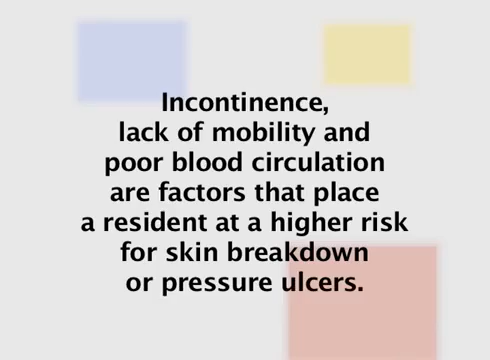 Incontinence,
lack of mobility and
poor blood circulation
are factors that place
a resident at a higher risk
for skin breakdown
or pressure ulcers.